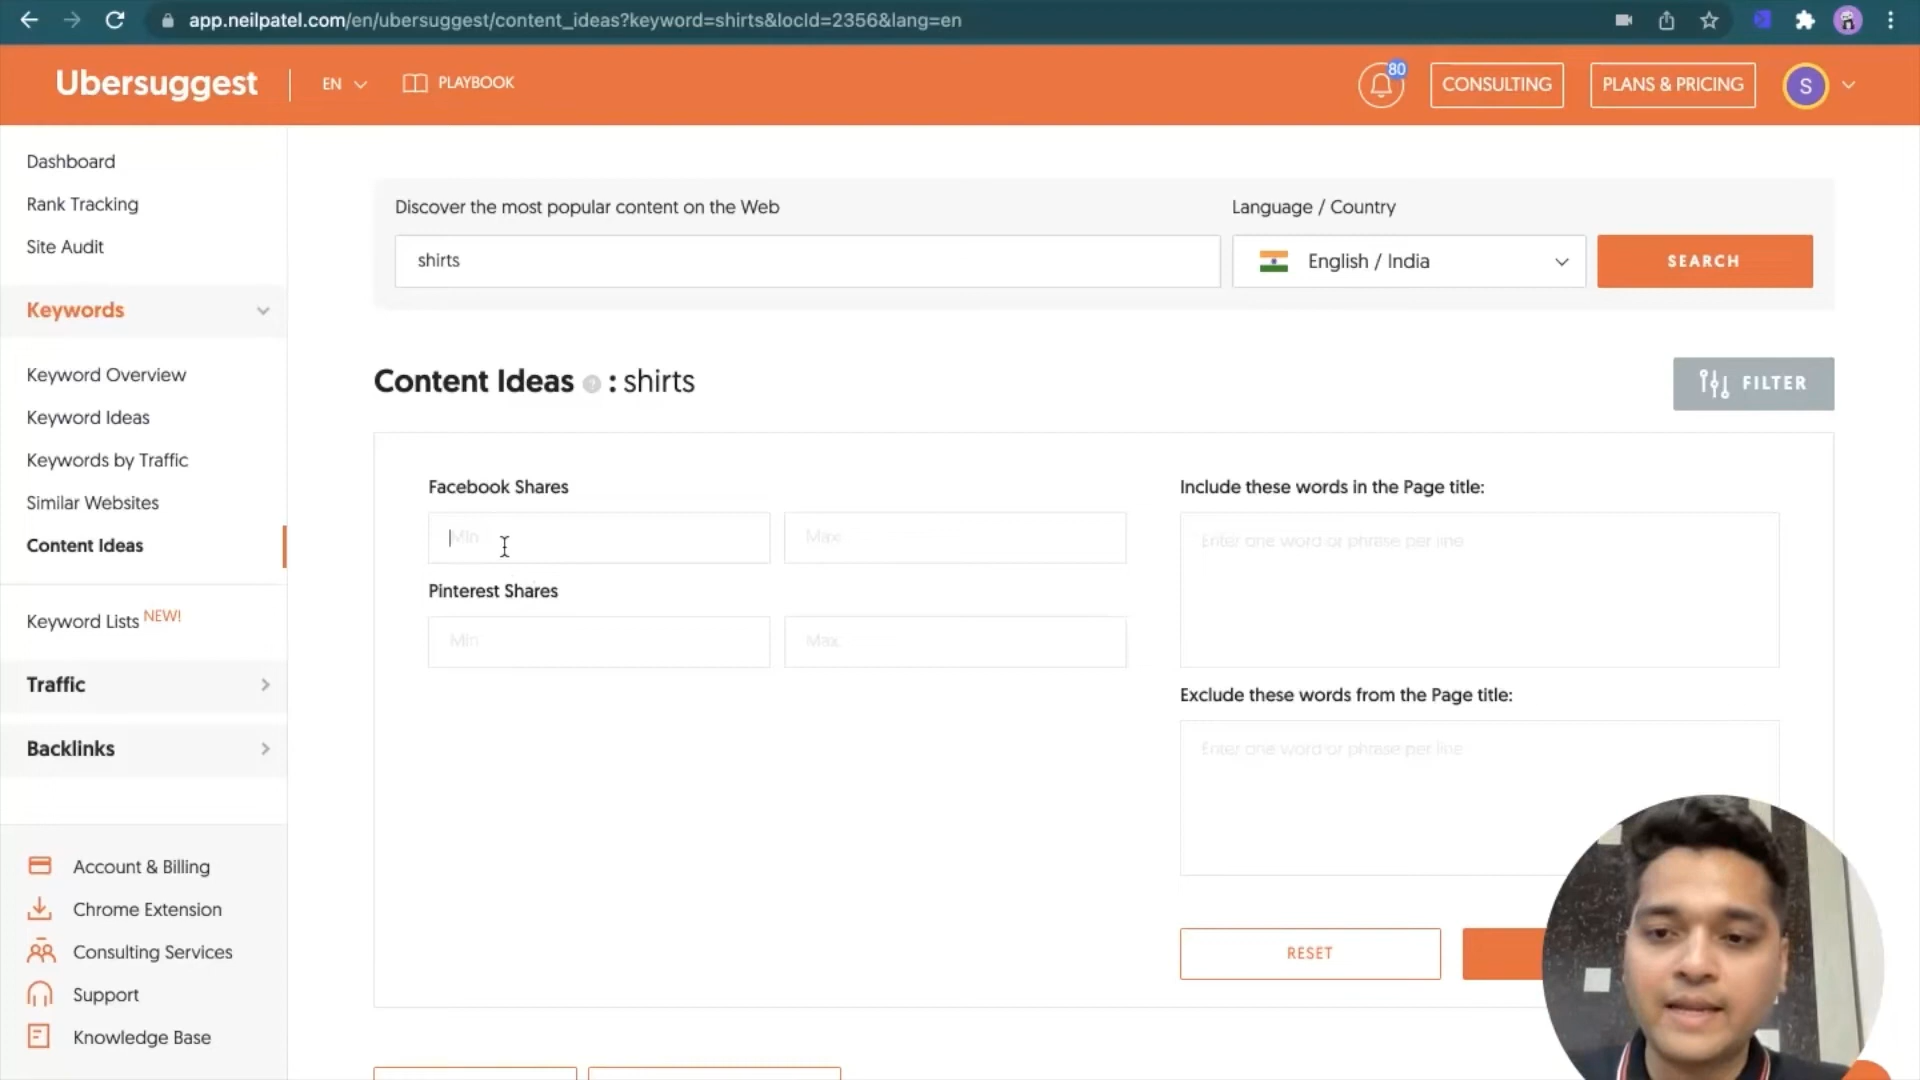 app.neilpatel.com/en/ubersuggest/content_ideas?keyword=shirts&locId=2356&lang=en
Ubersuggest
EN
PLAYBOOK
80
CONSULTING
PLANS & PRICING
S
Dashboard
Rank Tracking
Site Audit
Keywords
Keyword Overview
Keyword Ideas
Keywords by Traffic
Similar Websites
Content Ideas
Keyword Lists NEW!
Traffic
Backlinks
Account & Billing
Chrome Extension
Consulting Services
Support
Knowledge Base
Discover the most popular content on the Web
Language / Country
shirts
English / India
SEARCH
Content Ideas ? : shirts
FILTER
Facebook Shares
Min
Max
Pinterest Shares
Min
Max
Include these words in the Page title:
Enter one word or phrase per line
Exclude these words from the Page title:
Enter one word or phrase per line
RESET